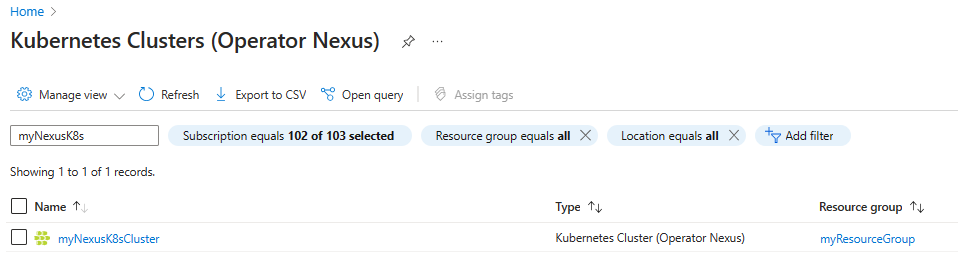 Home >
Kubernetes Clusters (Operator Nexus)
Manage view Refresh Export to CSV Open query Assign tags
myNexusK8s Subscription equals 102 of 103 selected Resource group equals all Location equals all Add filter
Showing 1 to 1 of 1 records.
Name ↑↓ Type ↑↓ Resource group ↑↓
myNexusK8sCluster Kubernetes Cluster (Operator Nexus) myResourceGroup